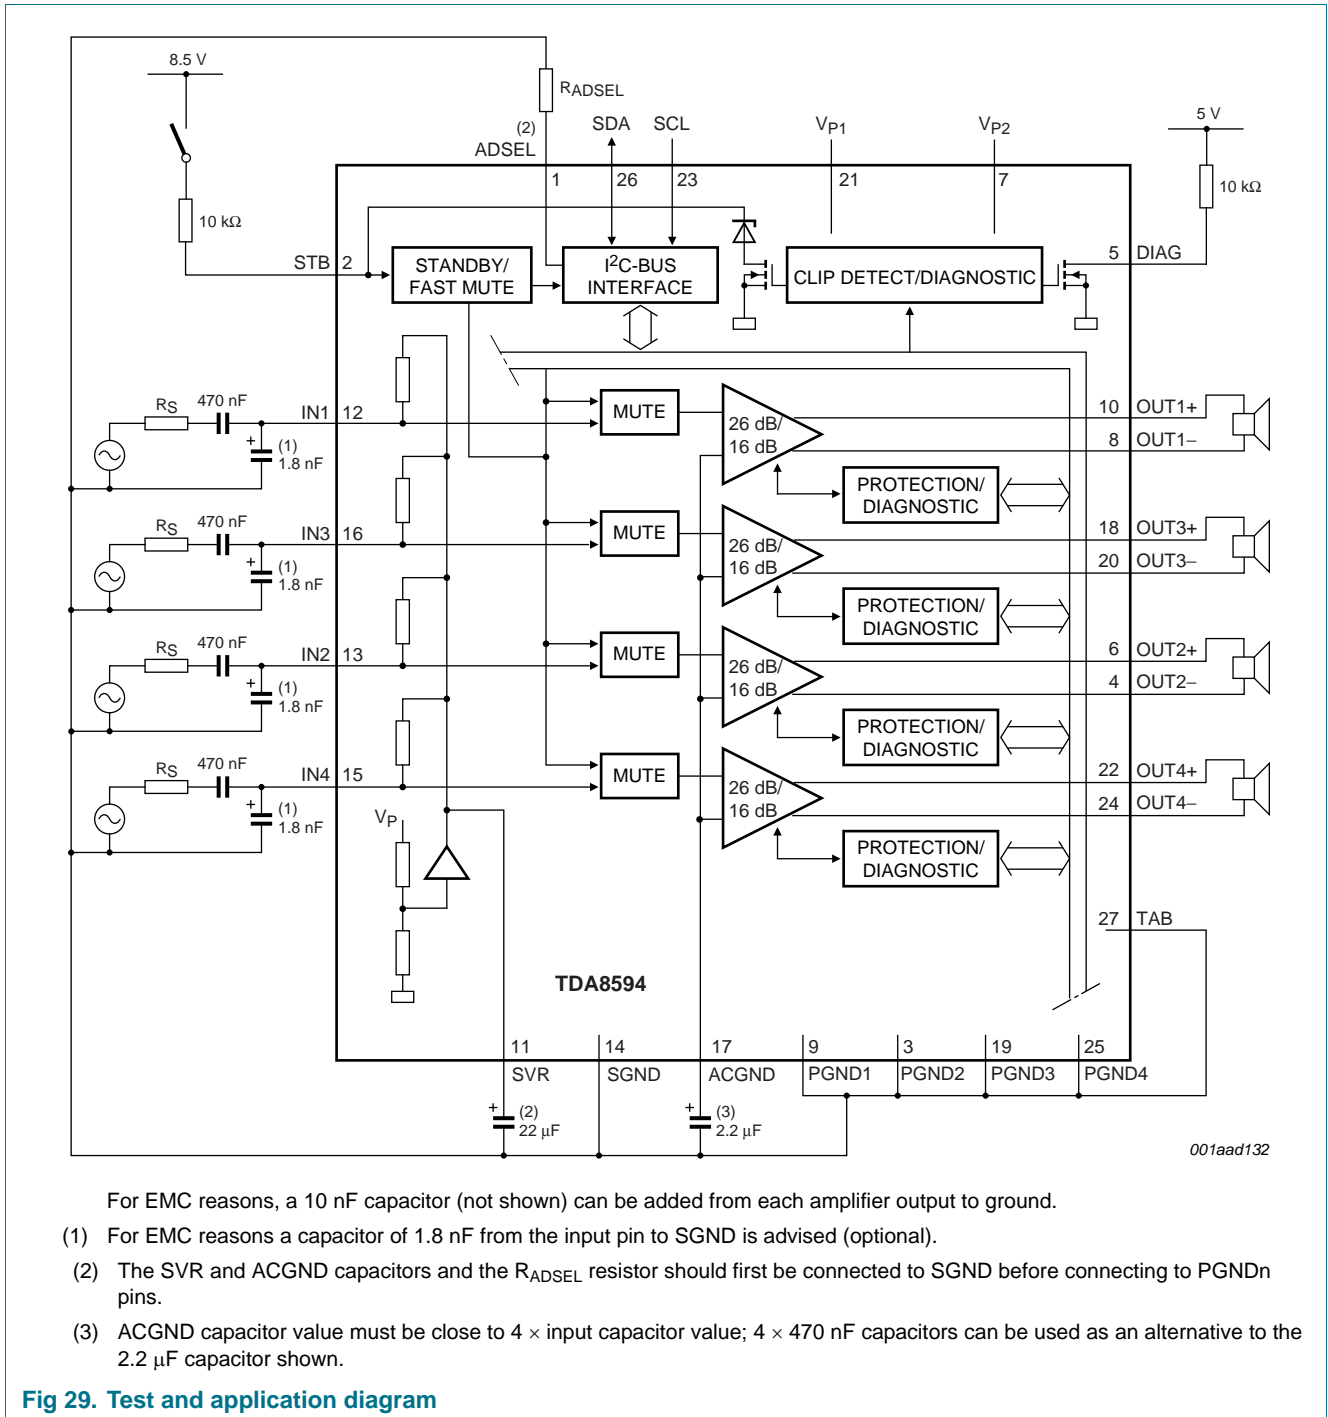 8.5 V
RADSEL
5 V
(2)
SDA
SCL
VP1
VP2
ADSEL
1
26
23
21
7
10 kΩ
10 kΩ
STB
2
STANDBY/
FAST MUTE
I2C-BUS
INTERFACE
CLIP DETECT/DIAGNOSTIC
5
DIAG
RS
470 nF
IN1
12
+
(1)
1.8 nF
MUTE
26 dB/
16 dB
10
OUT1+
8
OUT1−
PROTECTION/
DIAGNOSTIC
RS
470 nF
IN3
16
+
(1)
1.8 nF
MUTE
26 dB/
16 dB
18
OUT3+
20
OUT3−
PROTECTION/
DIAGNOSTIC
RS
470 nF
IN2
13
+
(1)
1.8 nF
MUTE
26 dB/
16 dB
6
OUT2+
4
OUT2−
PROTECTION/
DIAGNOSTIC
RS
470 nF
IN4
15
+
(1)
1.8 nF
MUTE
26 dB/
16 dB
22
OUT4+
24
OUT4−
VP
PROTECTION/
DIAGNOSTIC
27
TAB
TDA8594
11
14
17
9
3
19
25
SVR
SGND
ACGND
PGND1
PGND2
PGND3
PGND4
+
(2)
22 μF
+
(3)
2.2 μF
001aad132
For EMC reasons, a 10 nF capacitor (not shown) can be added from each amplifier output to ground.
(1) For EMC reasons a capacitor of 1.8 nF from the input pin to SGND is advised (optional).
(2) The SVR and ACGND capacitors and the RADSEL resistor should first be connected to SGND before connecting to PGNDn
pins.
(3) ACGND capacitor value must be close to 4 × input capacitor value; 4 × 470 nF capacitors can be used as an alternative to the
2.2 μF capacitor shown.
Fig 29. Test and application diagram